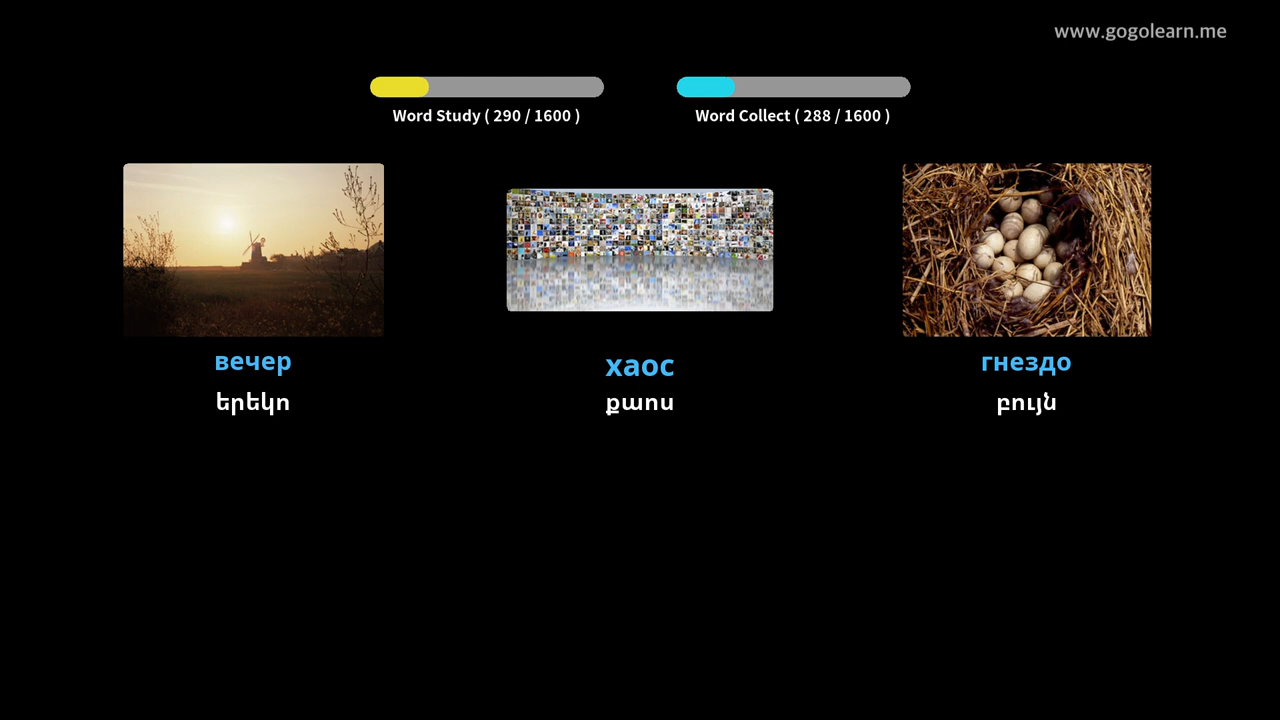 www.gogolearn.me
Word Study ( 290 / 1600 )
Word Collect ( 288 / 1600 )
вечер
хаос
гнездо
երեկո
քաոս
բույն